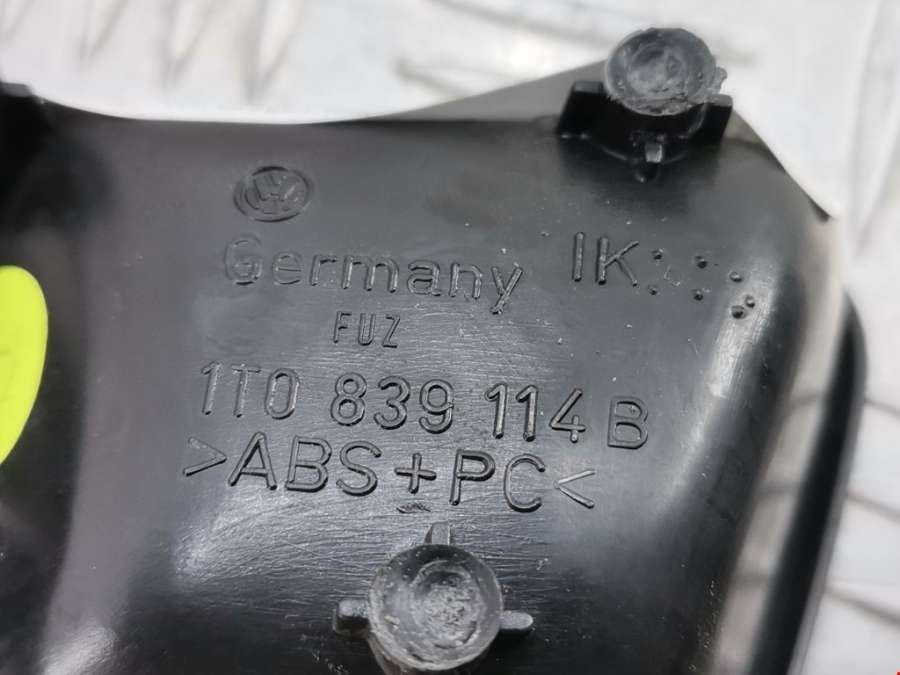 Germany IK
FUZ
1T0 839 114 B
>ABS+PC<